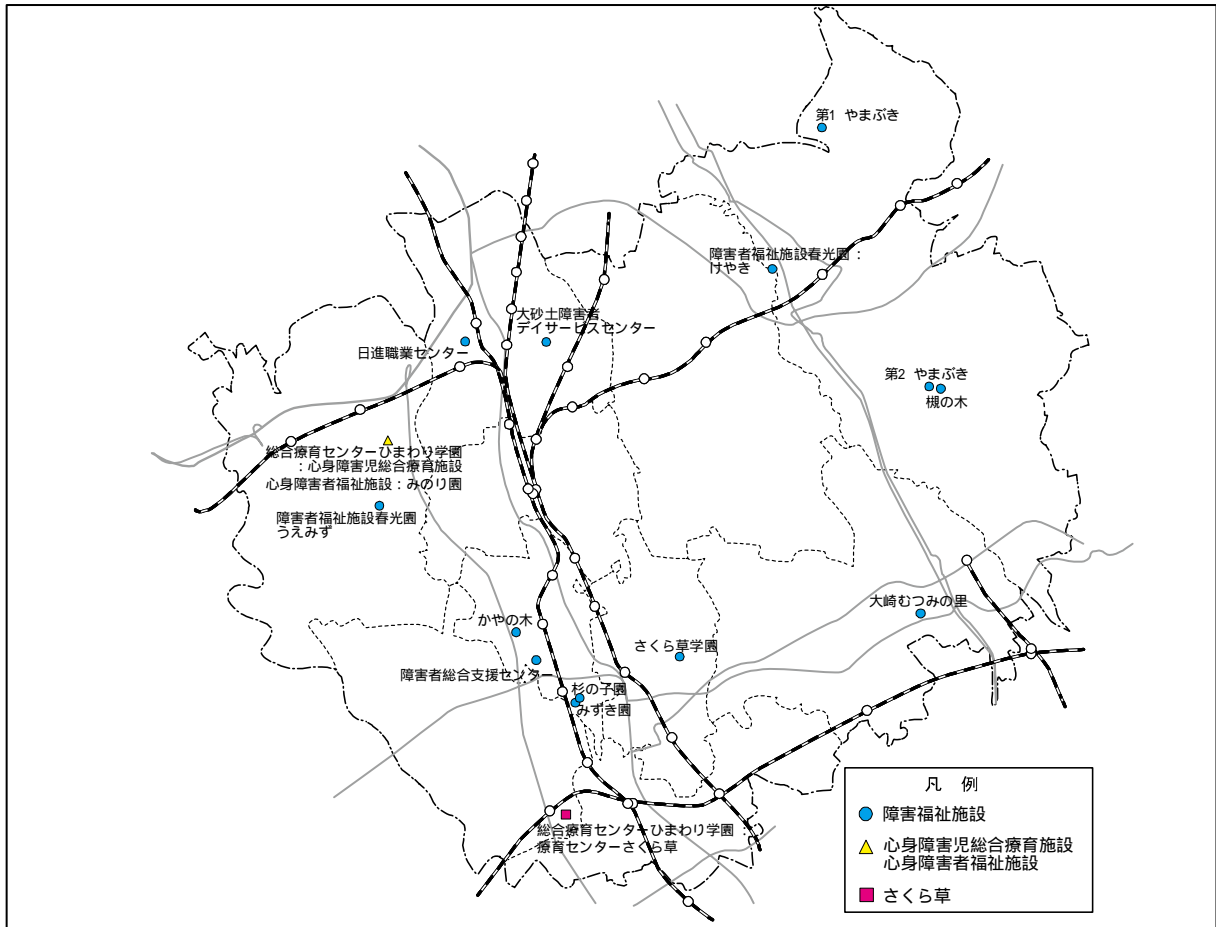 第1 やまぶき
障害者福祉施設春光園：
けやき
大砂土障害者
デイサービスセンター
日進職業センター
第2 やまぶき
槻の木
総合療育センターひまわり学園
：心身障害児総合療育施設
心身障害者福祉施設：みのり園
障害者福祉施設春光園
うえみず
大崎むつみの里
かやの木
さくら草学園
障害者総合支援センター
杉の子園
みずき園
総合療育センターひまわり学園：
療育センターさくら草
凡 例
障害福祉施設
心身障害児総合療育施設
心身障害者福祉施設
さくら草